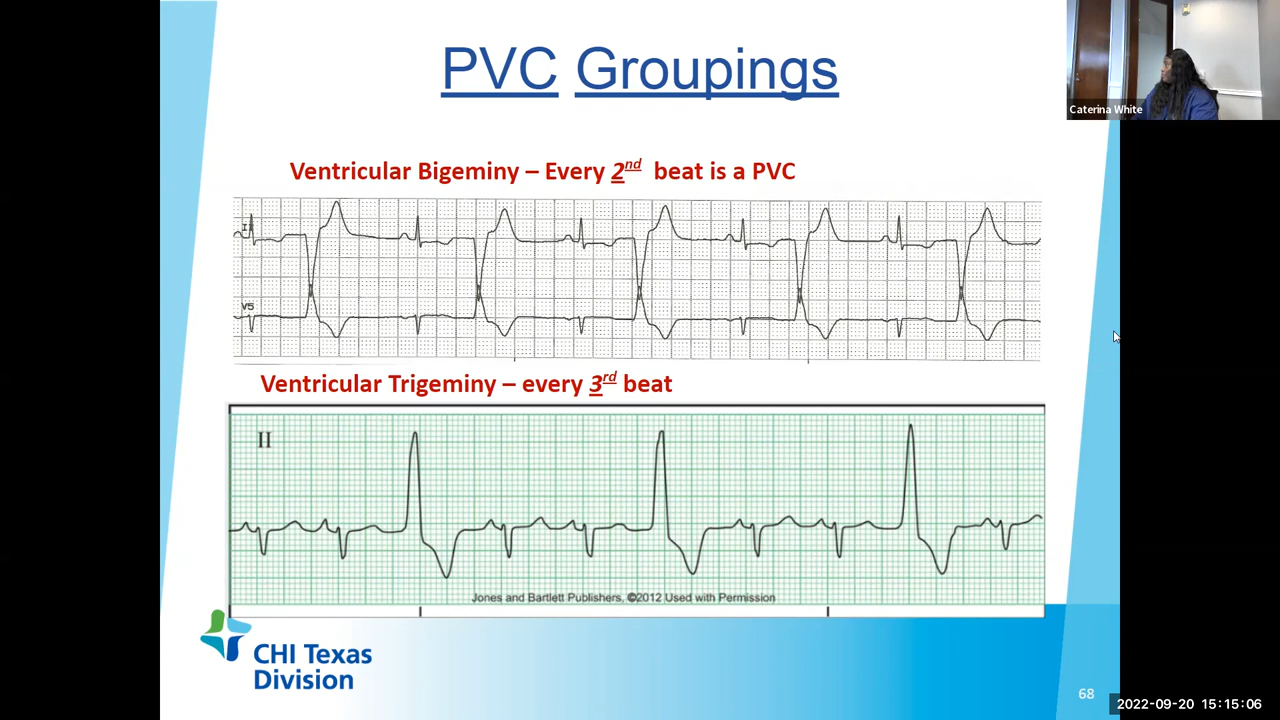 PVC Groupings
Caterina White
Ventricular Bigeminy – Every 2nd beat is a PVC
V5
Ventricular Trigeminy – every 3rd beat
II
Jones and Bartlett Publishers, ©2012 Used with Permission
CHI Texas
Division
68
2022-09-20 15:15:06